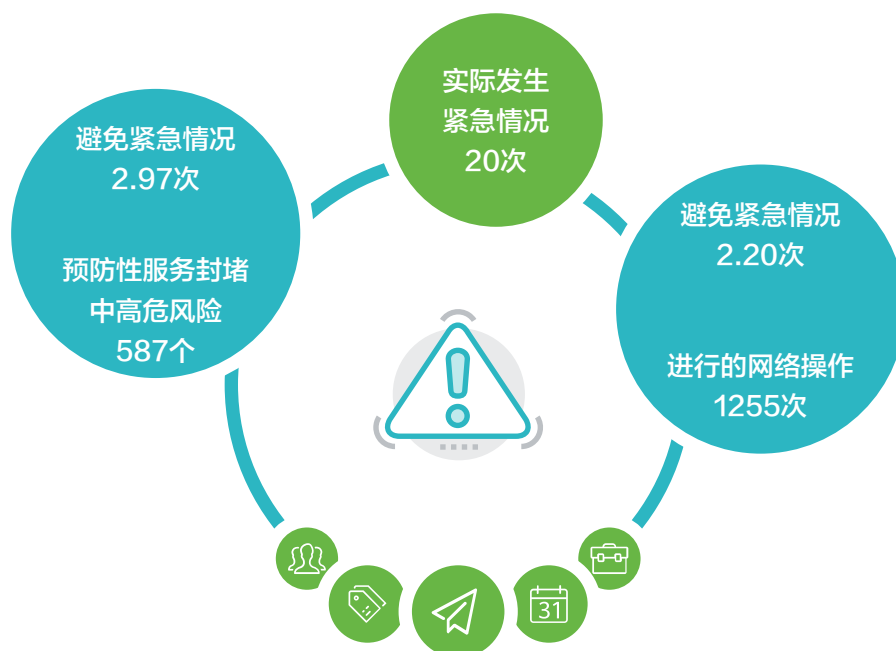 避免紧急情况
2.97次
预防性服务封堵
中高危风险
587个
实际发生
紧急情况
20次
避免紧急情况
2.20次
进行的网络操作
1255次
31